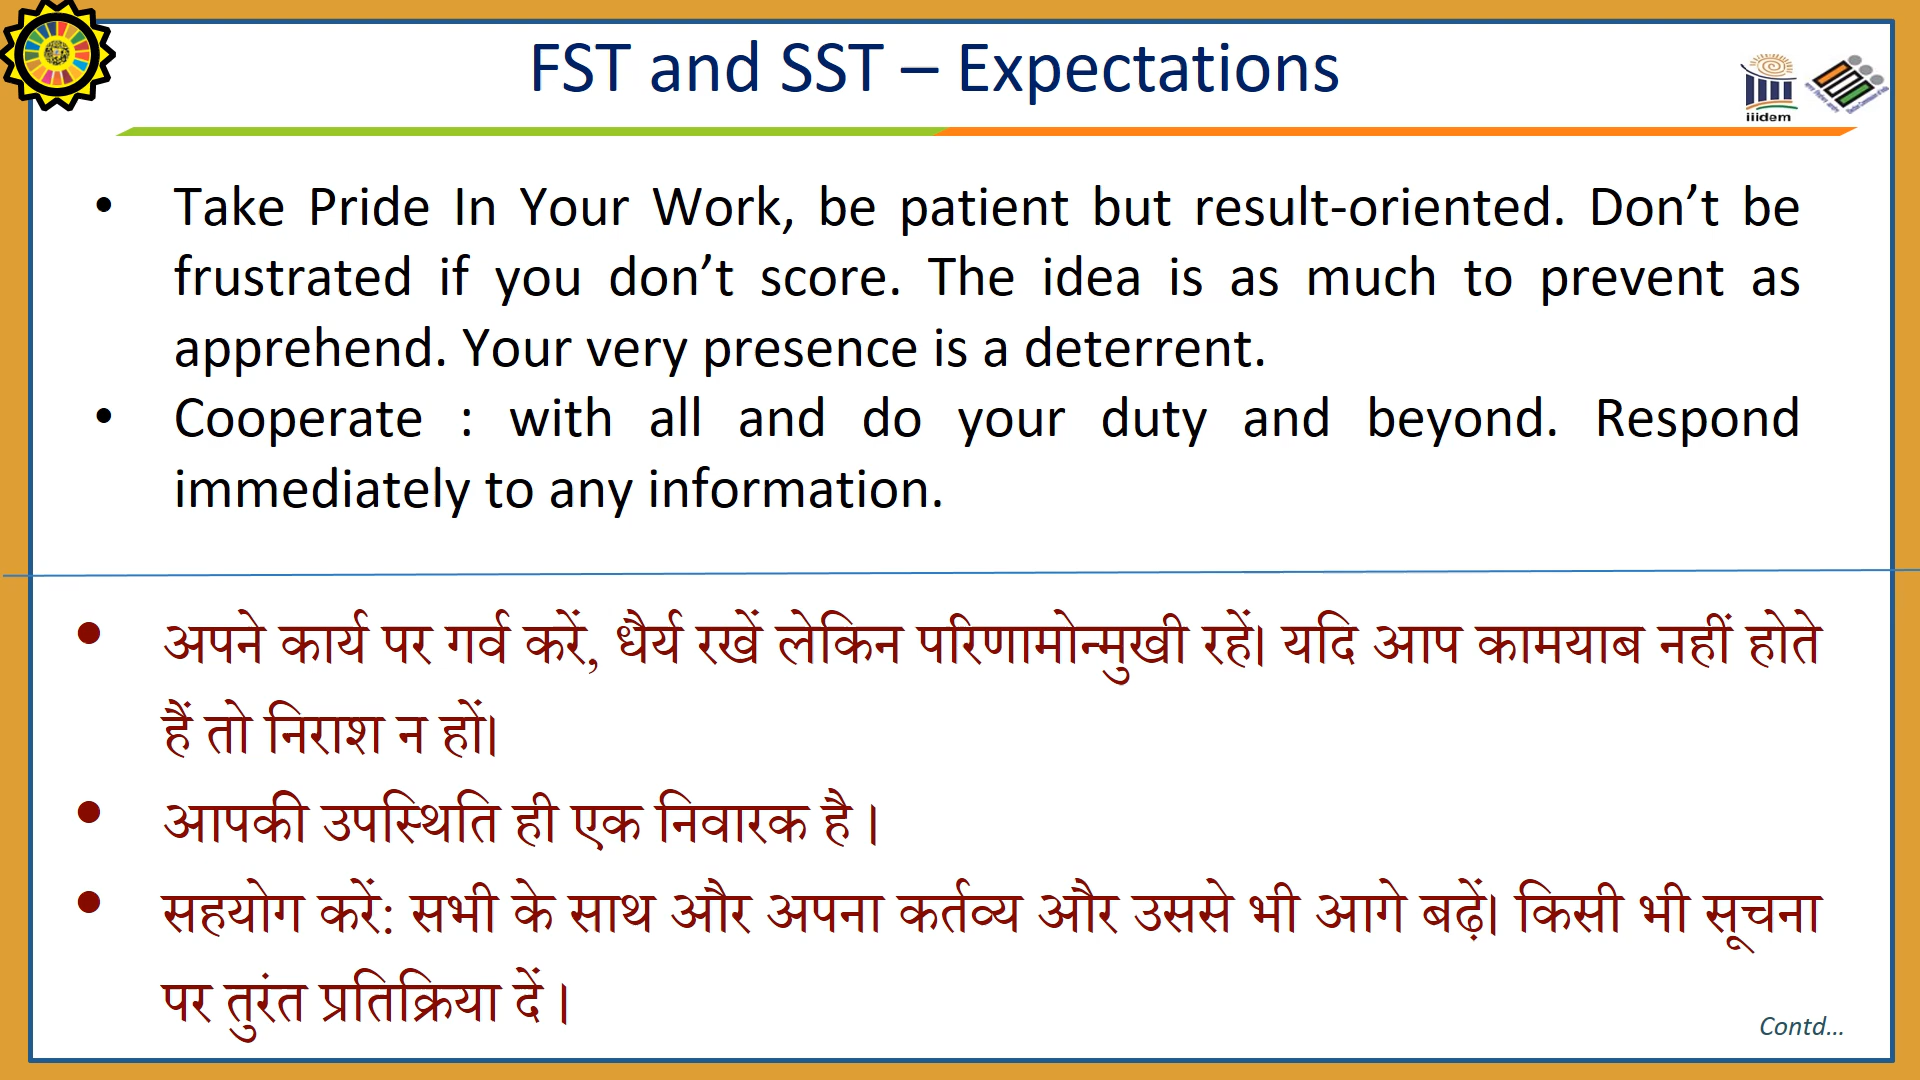 FST and SST – Expectations
iiidem
• Take Pride In Your Work, be patient but result-oriented. Don’t be
frustrated if you don’t score. The idea is as much to prevent as
apprehend. Your very presence is a deterrent.
• Cooperate : with all and do your duty and beyond. Respond
immediately to any information.
• अपने कार्य पर गर्व करें, धैर्य रखें लेकिन परिणामोन्मुखी रहें। यदि आप कामयाब नहीं होते
हैं तो निराश न हों।
• आपकी उपस्थिति ही एक निवारक है।
• सहयोग करें: सभी के साथ और अपना कर्तव्य और उससे भी आगे बढ़ें। किसी भी सूचना
पर तुरंत प्रतिक्रिया दें।
Contd...